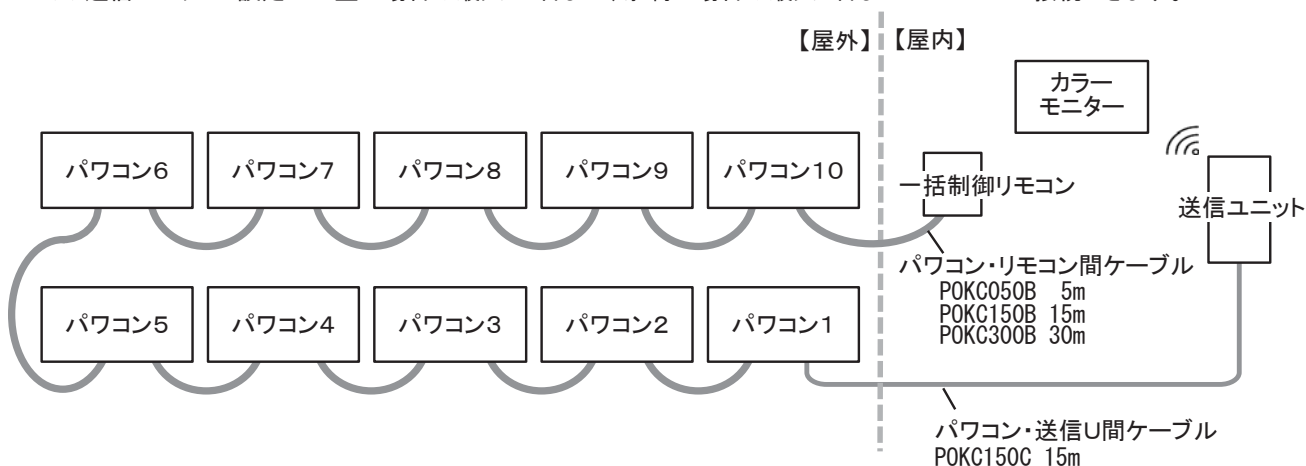 【屋外】 【屋内】
カラー
モニター
パワコン6 パワコン7 パワコン8 パワコン9 パワコン10
一括制御リモコン
送信ユニット
パワコン・リモコン間ケーブル
POKC050B 5m
POKC150B 15m
POKC300B 30m
パワコン5 パワコン4 パワコン3 パワコン2 パワコン1
パワコン・送信U間ケーブル
POKC150C 15m